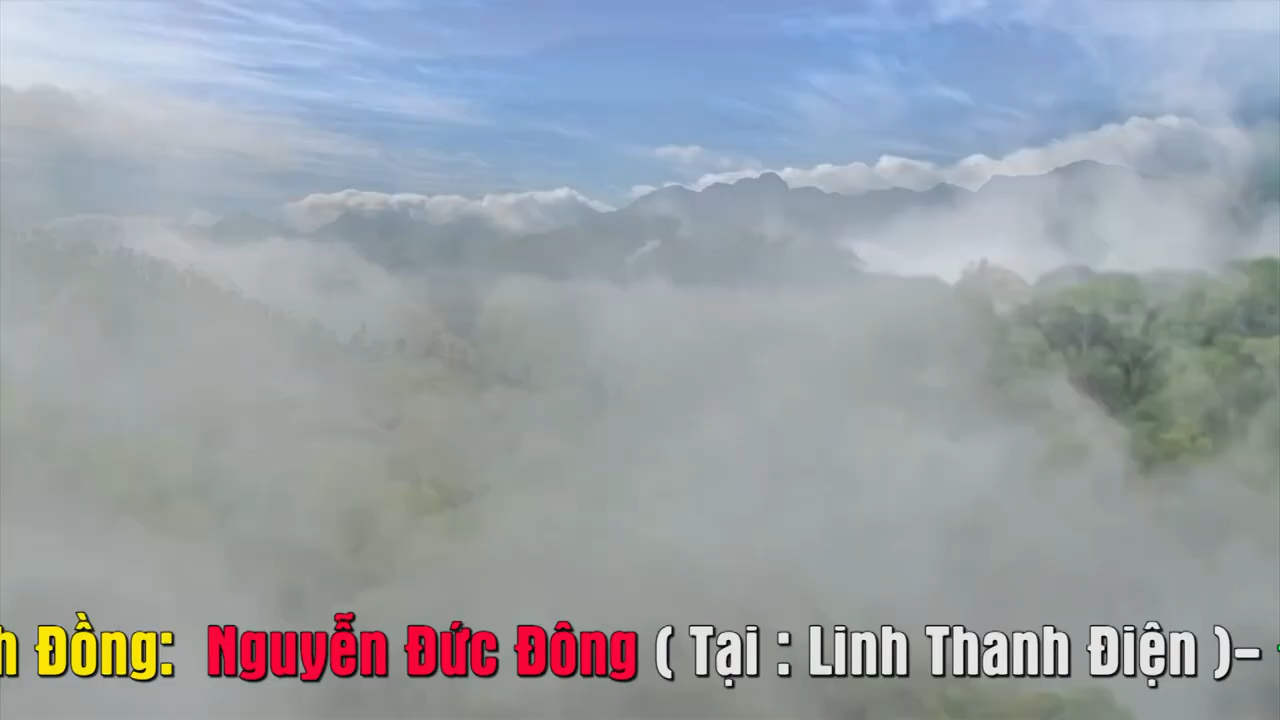 Đồng: Nguyễn Đức Đông ( Tại : Linh Thanh Điện )-